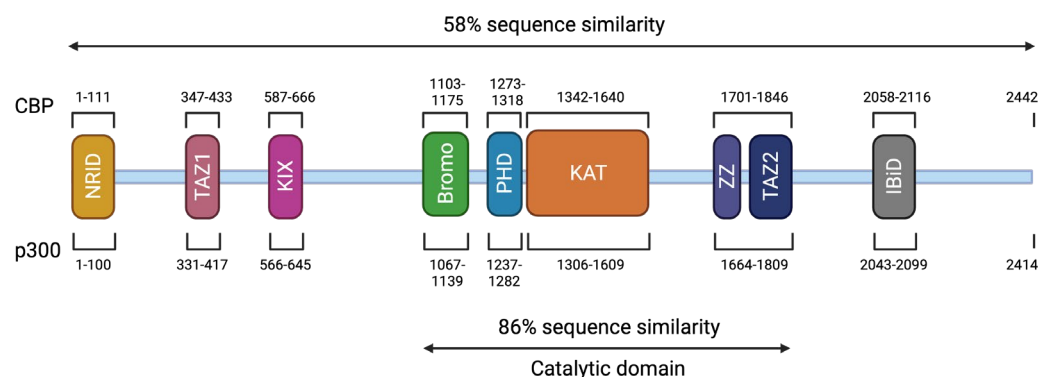 58% sequence similarity
CBP
1-111
347-433
587-666
1103-
1175
1273-
1318
1342-1640
1701-1846
2058-2116
2442
NRID
TAZ1
KIX
Bromo
PHD
KAT
ZZ
TAZ2
IBiD
p300
1-100
331-417
566-645
1067-
1139
1237-
1282
1306-1609
1664-1809
2043-2099
2414
86% sequence similarity
Catalytic domain